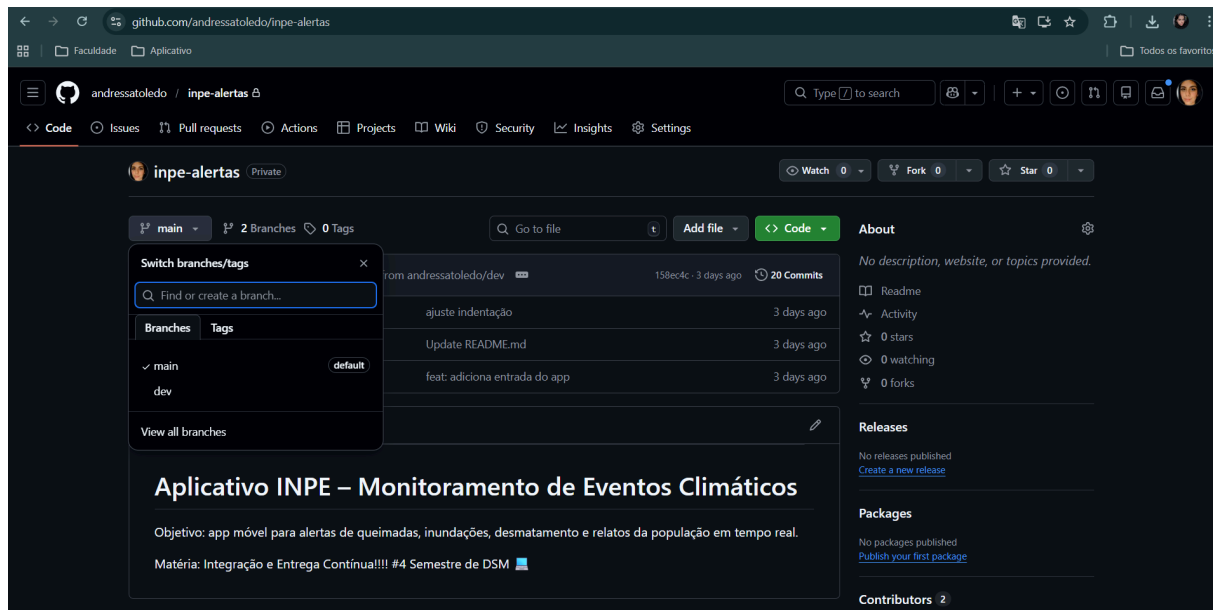 github.com/andressatoledo/inpe-alertas
Faculdade Aplicativo Todos os favoritos
andressatoledo / inpe-alertas Type / to search
Code Issues Pull requests Actions Projects Wiki Security Insights Settings
inpe-alertas Private Watch 0 Fork 0 Star 0
main 2 Branches 0 Tags Go to file t Add file Code About
Switch branches/tags
rom andressatoledo/dev 158ec4c · 3 days ago 20 Commits
No description, website, or topics provided.
Find or create a branch...
Readme
Branches Tags
ajuste indentação 3 days ago
Activity
0 stars
Update README.md 3 days ago
0 watching
main default
feat: adiciona entrada do app 3 days ago
0 forks
dev
View all branches
Releases
No releases published
Create a new release
Aplicativo INPE – Monitoramento de Eventos Climáticos
Packages
Objetivo: app móvel para alertas de queimadas, inundações, desmatamento e relatos da população em tempo real.
No packages published
Publish your first package
Matéria: Integração e Entrega Contínua!!!! #4 Semestre de DSM
Contributors 2